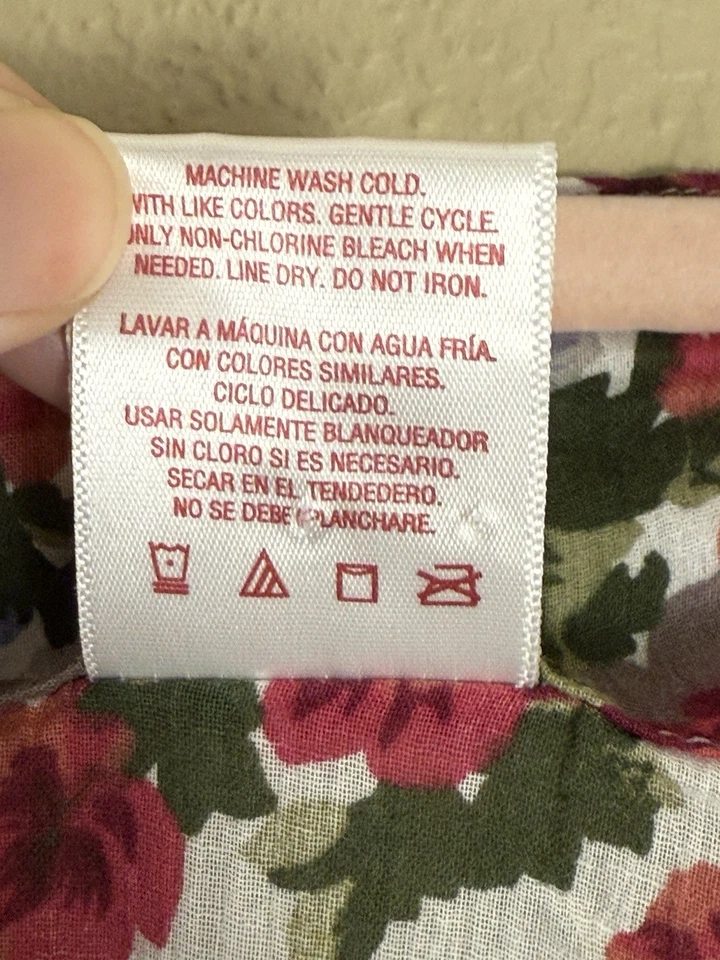 MACHINE WASH COLD.
WITH LIKE COLORS. GENTLE CYCLE.
ONLY NON-CHLORINE BLEACH WHEN
NEEDED. LINE DRY. DO NOT IRON.
LAVAR A MÁQUINA CON AGUA FRÍA.
CON COLORES SIMILARES.
CICLO DELICADO.
USAR SOLAMENTE BLANQUEADOR
SIN CLORO SI ES NECESARIO.
SECAR EN EL TENDEDERO.
NO SE DEBE PLANCHARE.